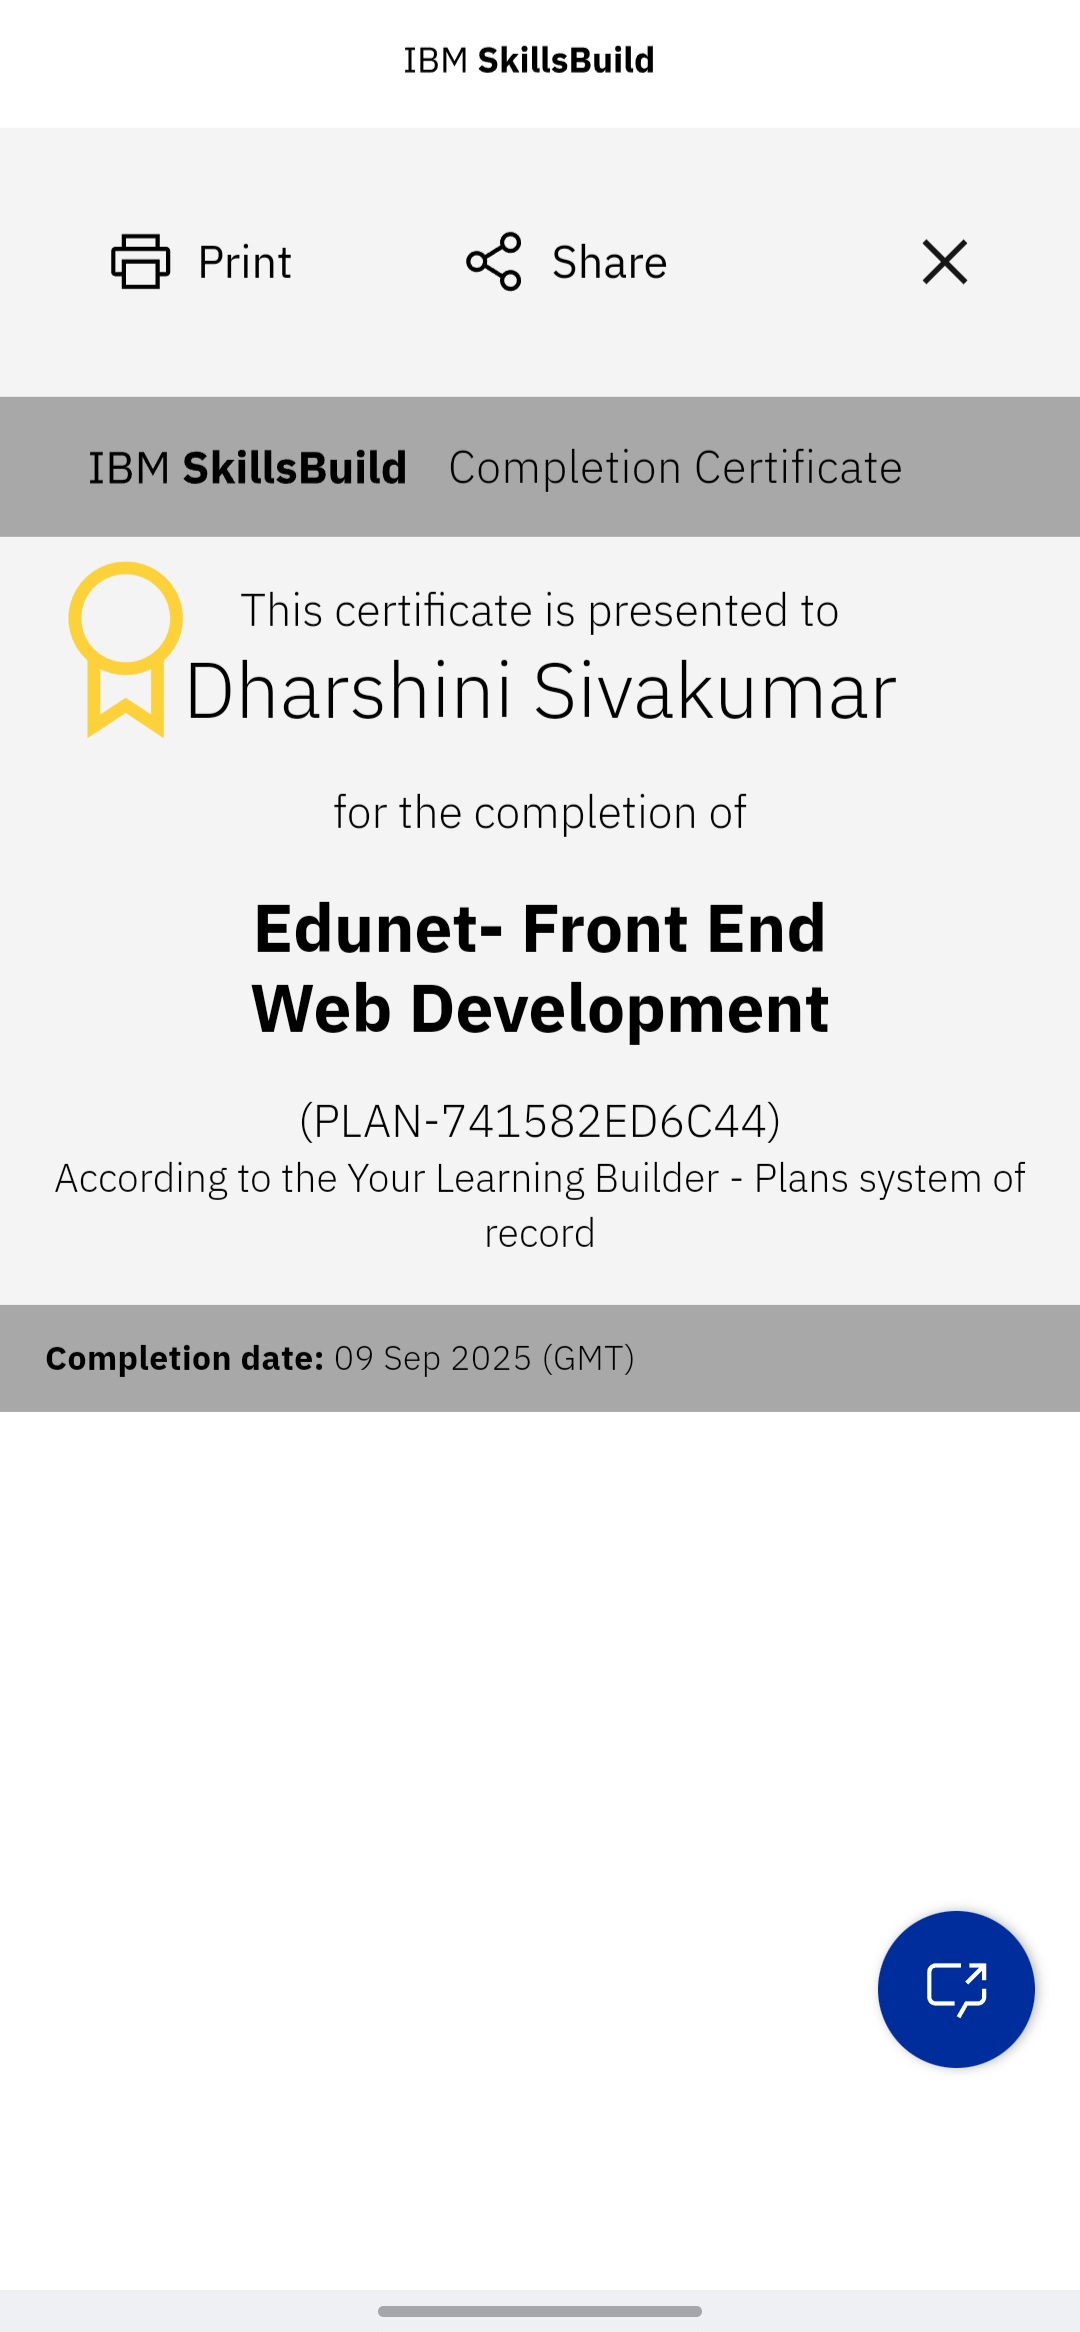 IBM SkillsBuild
Print
Share
IBM SkillsBuild Completion Certificate
This certificate is presented to
Dharshini Sivakumar
for the completion of
Edunet- Front End
Web Development
(PLAN-741582ED6C44)
According to the Your Learning Builder - Plans system of
record
Completion date: 09 Sep 2025 (GMT)